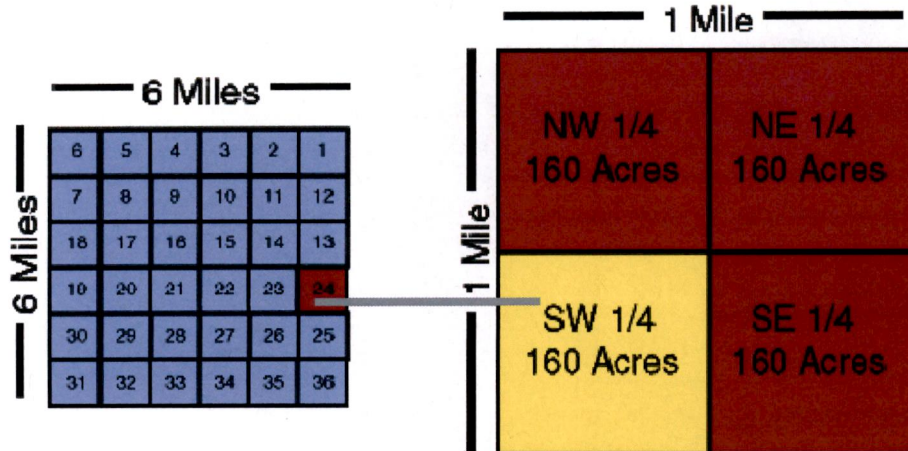 1 Mile
6 Miles
6 Miles
6 5 4 3 2 1
7 8 9 10 11 12
18 17 16 15 14 13
10 20 21 22 23 24
30 29 28 27 26 25
31 32 33 34 35 36
1 Mile
NW 1/4
160 Acres
NE 1/4
160 Acres
SW 1/4
160 Acres
SE 1/4
160 Acres